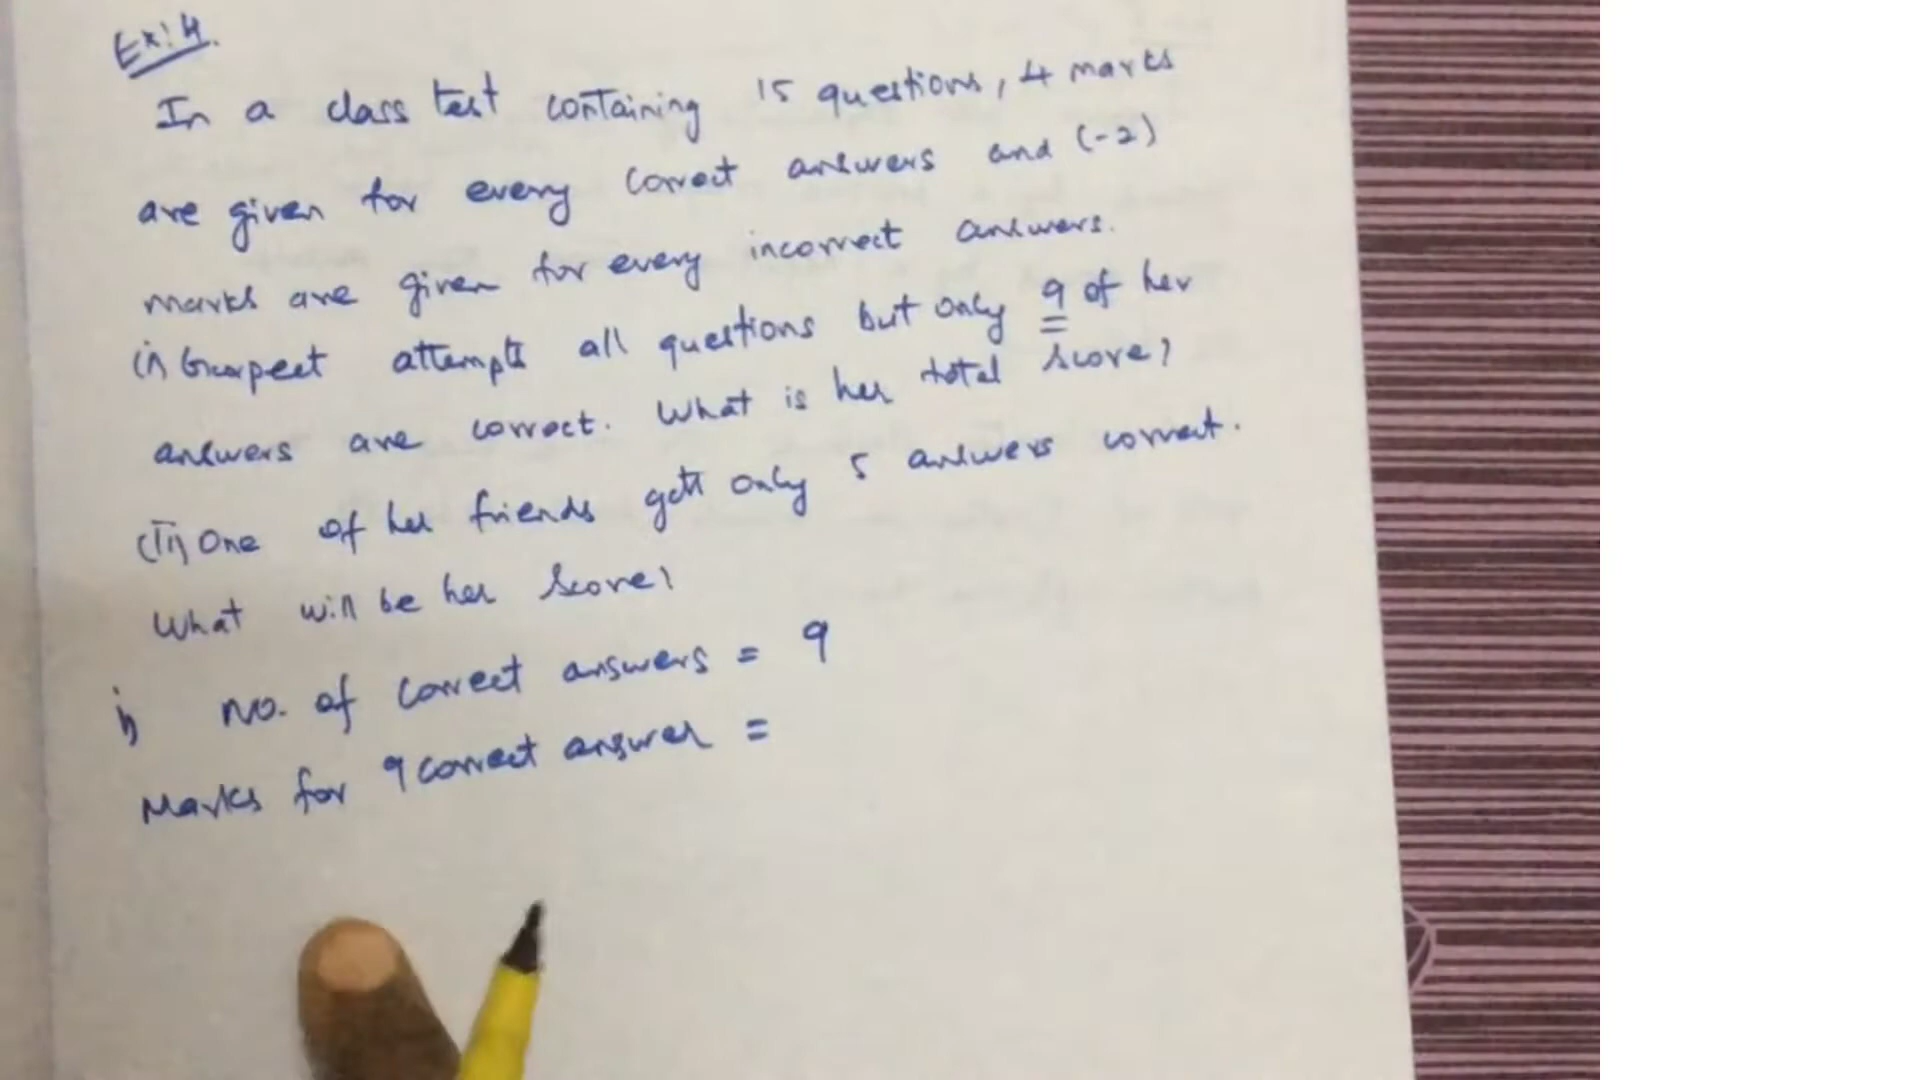 Ex: 4.
In a class test containing 15 questions, 4 marks
are given for every correct answers and (-2)
marks are given for every incorrect answers.
(i) Gurpeet attempts all questions but only 9 of her
answers are correct. What is her total score?
(ii) One of her friends gets only 5 answers correct.
What will be her score?
i) No. of correct answers = 9
Marks for 9 correct answer =